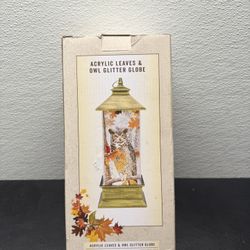 ACRYLIC LEAVES &
OWL GLITTER GLOBE
ACRYLIC LEAVES & OWL GLITTER GLOBE